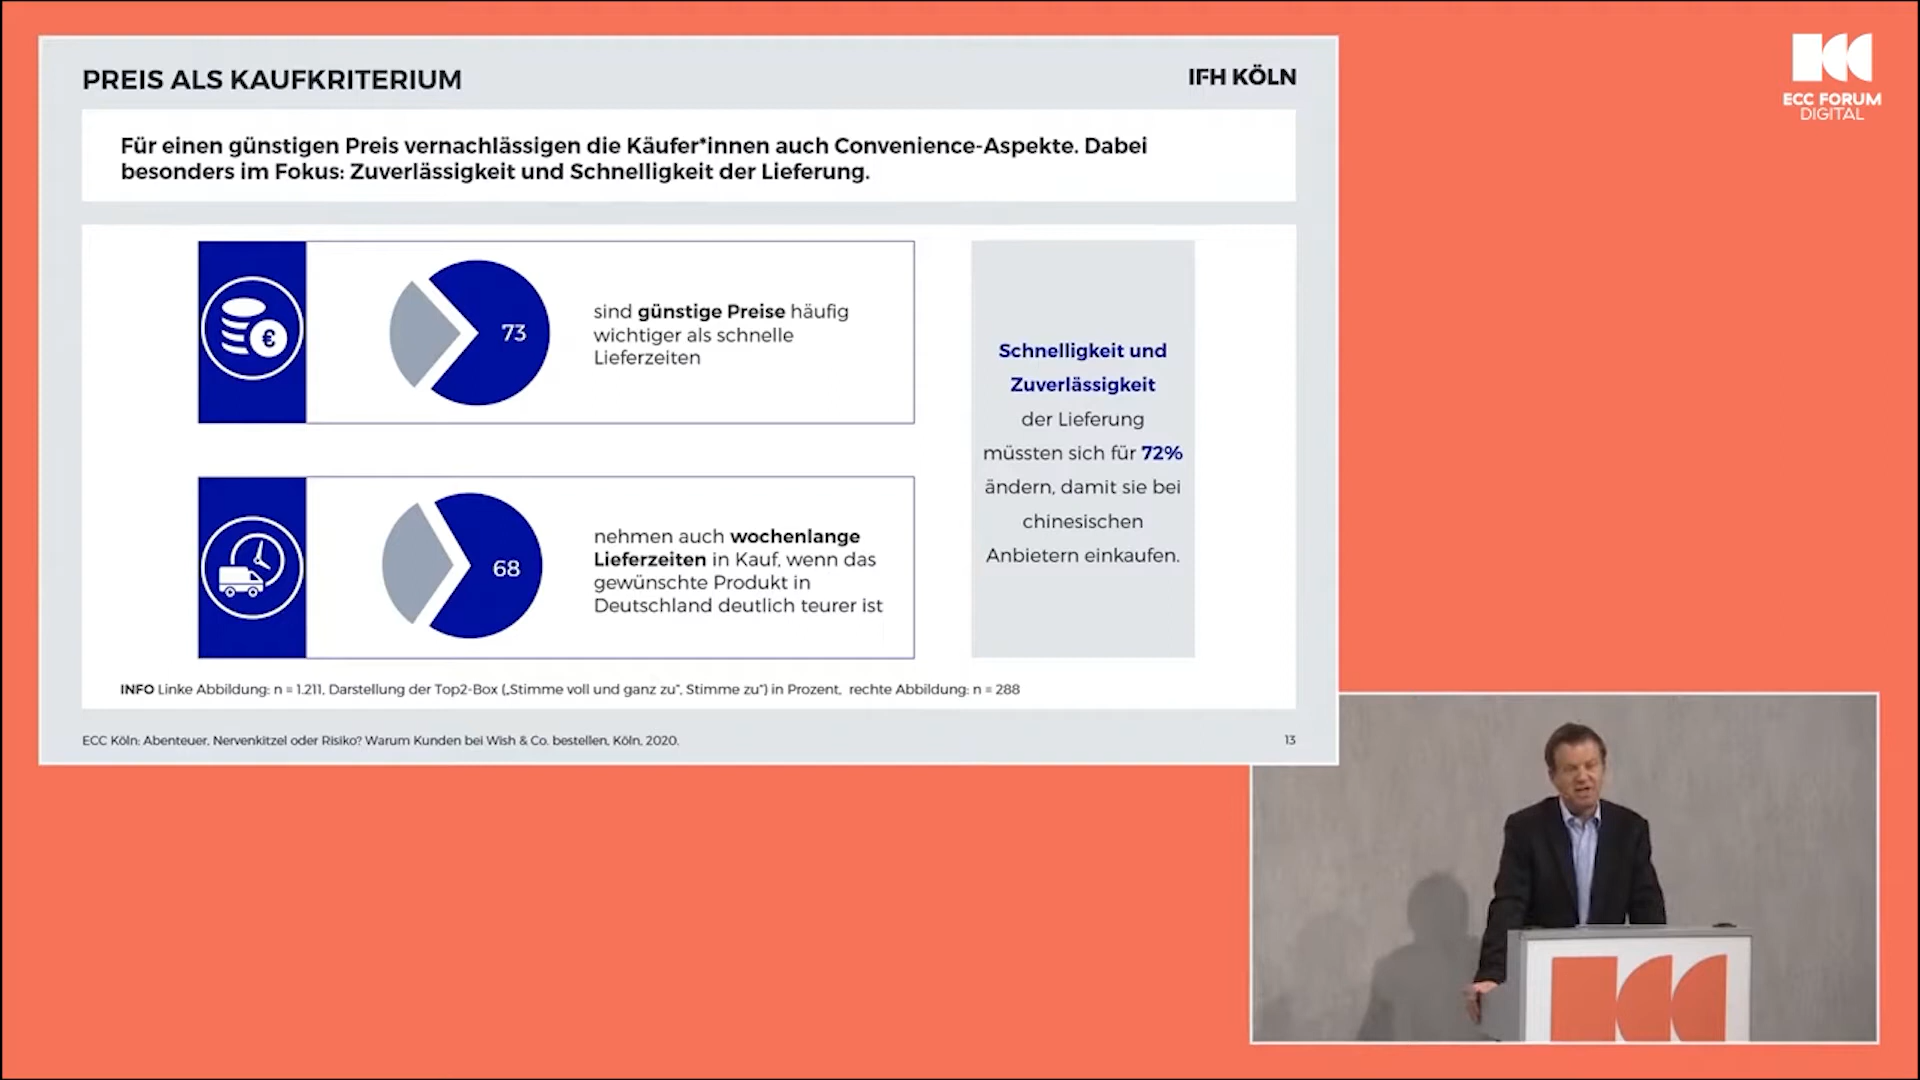 PREIS ALS KAUFKRITERIUM
IFH KÖLN
ECC FORUM
DIGITAL
Für einen günstigen Preis vernachlässigen die Käufer*innen auch Convenience-Aspekte. Dabei
besonders im Fokus: Zuverlässigkeit und Schnelligkeit der Lieferung.
€
73
sind günstige Preise häufig
wichtiger als schnelle
Lieferzeiten
68
nehmen auch wochenlange
Lieferzeiten in Kauf, wenn das
gewünschte Produkt in
Deutschland deutlich teurer ist
Schnelligkeit und
Zuverlässigkeit
der Lieferung
müssten sich für 72%
ändern, damit sie bei
chinesischen
Anbietern einkaufen.
INFO Linke Abbildung: n = 1.211, Darstellung der Top2-Box („Stimme voll und ganz zu“, Stimme zu“) in Prozent, rechte Abbildung: n = 288
ECC Köln: Abenteuer, Nervenkitzel oder Risiko? Warum Kunden bei Wish & Co. bestellen, Köln, 2020.
13